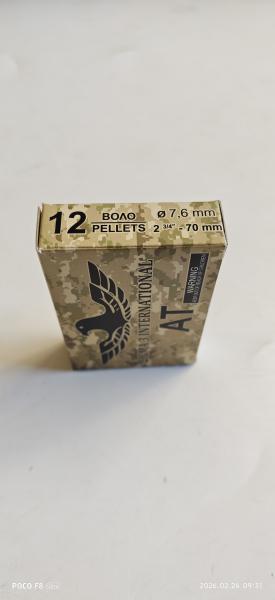 12 ΒΟΛΟ ø 7,6 mm
PELLETS 2 3/4" - 70 mm
INTERNATIONAL
AT
WARNING
POCO F8
2026.02.26 09:31